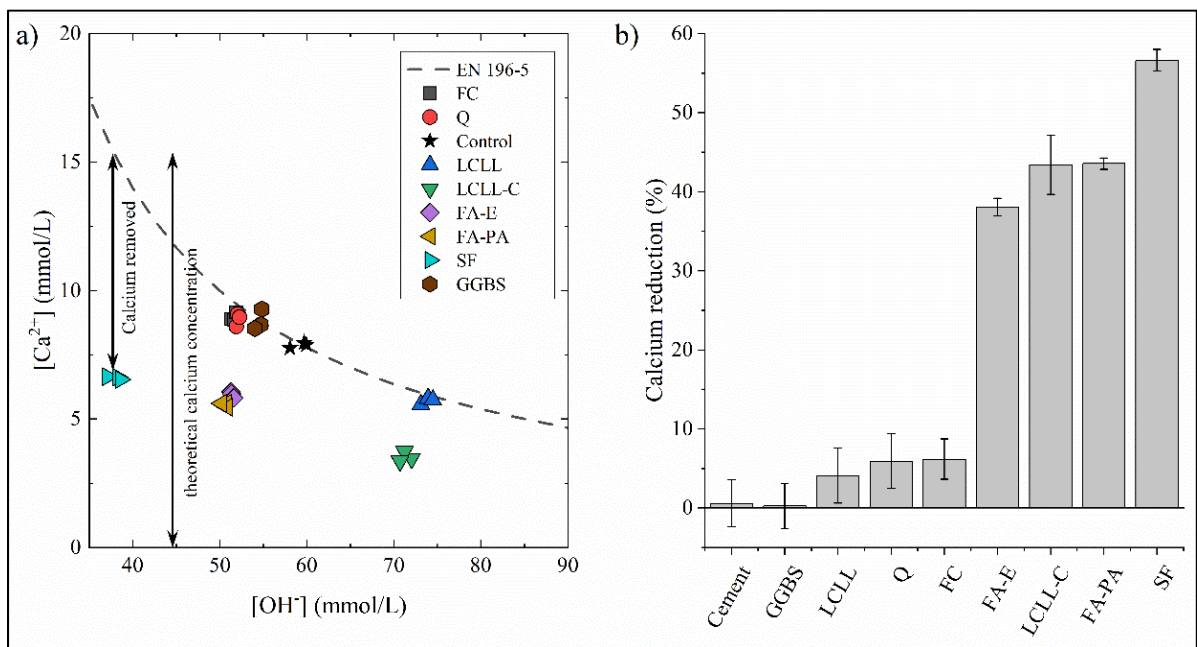 a)
20
15
10
5
0
[Ca²⁺] (mmol/L)
40
50
60
70
80
90
[OH⁻] (mmol/L)
Calcium removed
theoretical calcium concentration
EN 196-5
FC
Q
Control
LCLL
LCLL-C
FA-E
FA-PA
SF
GGBS
b)
60
50
40
30
20
10
0
Calcium reduction (%)
Cement
GGBS
LCLL
Q
FC
FA-E
LCLL-C
FA-PA
SF